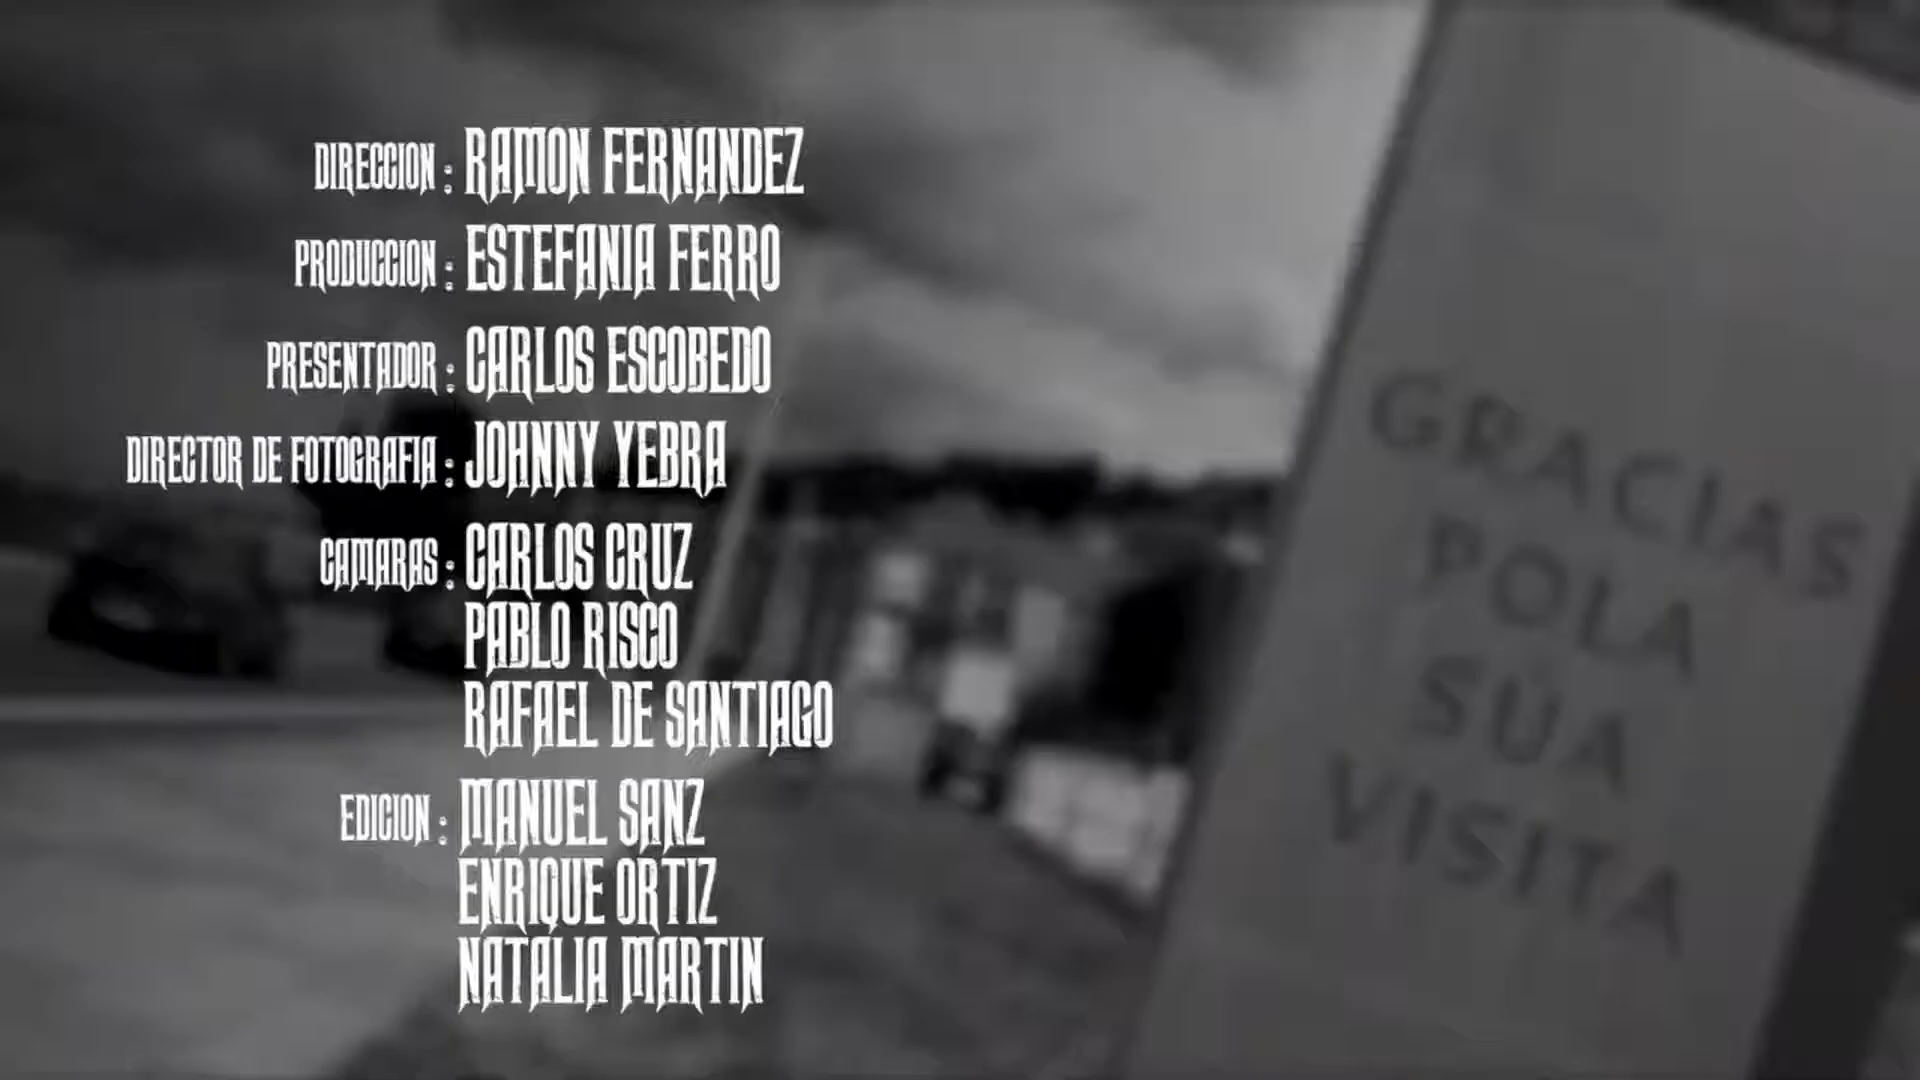 DIRECCION : RAMON FERNANDEZ
PRODUCCION : ESTEFANIA FERRO
PRESENTADOR : CARLOS ESCOBEDO
DIRECTOR DE FOTOGRAFIA : JOHNNY YEBRA
CAMARAS : CARLOS CRUZ
PABLO RISCO
RAFAEL DE SANTIAGO
EDICION : MANUEL SANZ
ENRIQUE ORTIZ
NATALIA MARTIN
GRACIAS
POLA
SÚA
VISITA